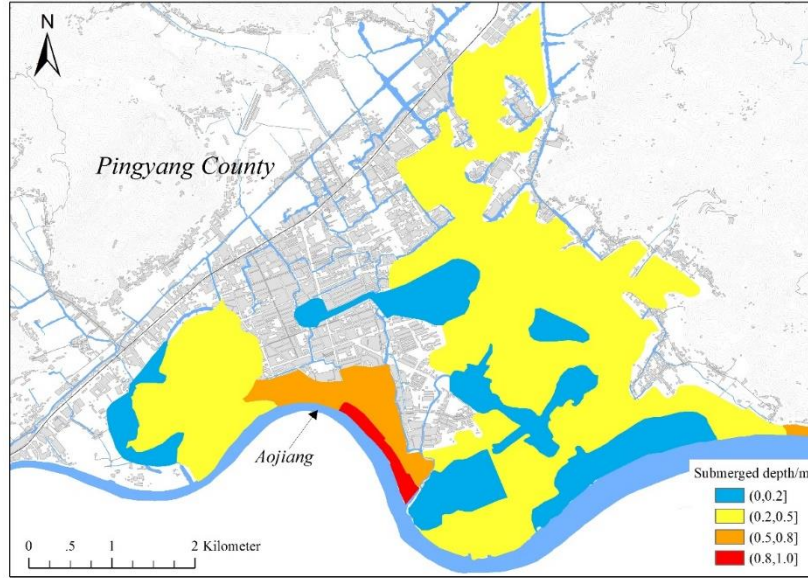 N
Pingyang County
Aojiang
Submerged depth/m
(0,0.2]
(0.2,0.5]
(0.5,0.8]
(0.8,1.0]
0 .5 1 2 Kilometer